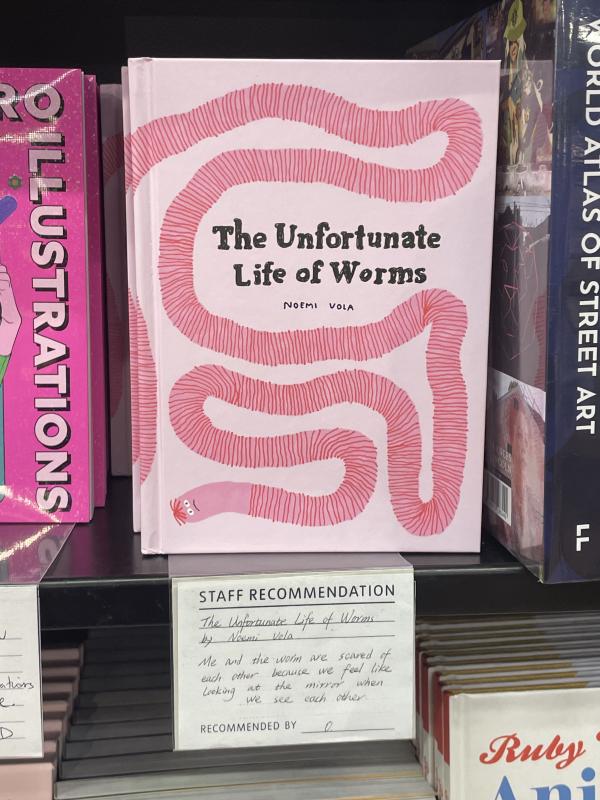 The Unfortunate
Life of Worms
NOEMI VOLA
STAFF RECOMMENDATION
The Unfortunate Life of Worms
by Noemi Vola
Me and the worm are scared of
each other because we feel like
looking at the mirror when
we see each other.
RECOMMENDED BY O.
ILLUSTRATIONS
WORLD ATLAS OF STREET ART
LL
Ruby